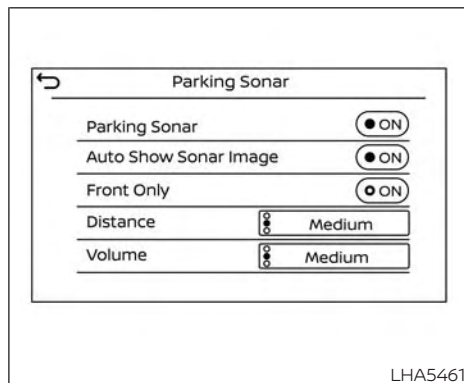 Parking Sonar
Parking Sonar ON
Auto Show Sonar Image ON
Front Only ON
Distance Medium
Volume Medium
LHA5461